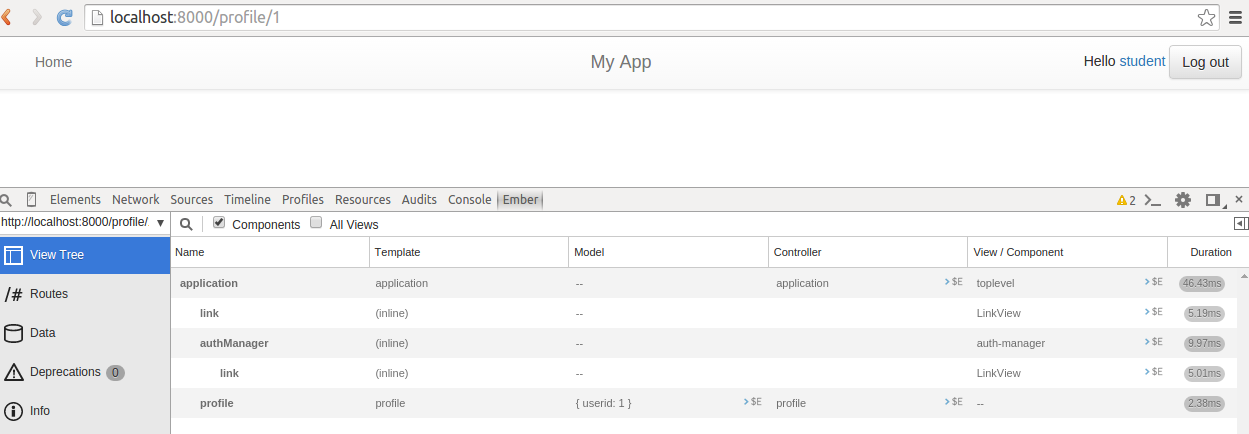 localhost:8000/profile/1
Home My App Hello student Log out
Elements Network Sources Timeline Profiles Resources Audits Console Ember 2
http://localhost:8000/profile/ Components All Views
Name Template Model Controller View / Component Duration
View Tree
application application -- application $E toplevel $E 46.43ms
/# Routes
link (inline) -- LinkView $E 5.19ms
Data
authManager (inline) -- auth-manager $E 9.97ms
Deprecations 0
link (inline) -- LinkView $E 5.01ms
Info
profile profile { userid: 1 } $E profile $E -- 2.38ms